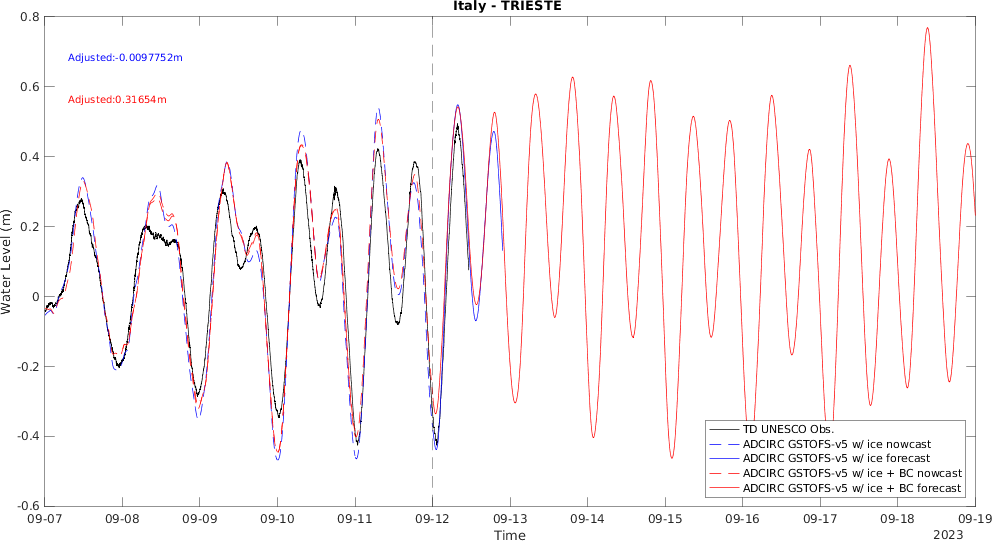 Italy - TRIESTE
0.8
0.6
0.4
0.2
0
-0.2
-0.4
-0.6
Water Level (m)
Adjusted:-0.0097752m
Adjusted:0.31654m
TD UNESCO Obs.
ADCIRC GSTOFS-v5 w/ ice nowcast
ADCIRC GSTOFS-v5 w/ ice forecast
ADCIRC GSTOFS-v5 w/ ice + BC nowcast
ADCIRC GSTOFS-v5 w/ ice + BC forecast
09-07 09-08 09-09 09-10 09-11 09-12 09-13 09-14 09-15 09-16 09-17 09-18 09-19
Time
2023